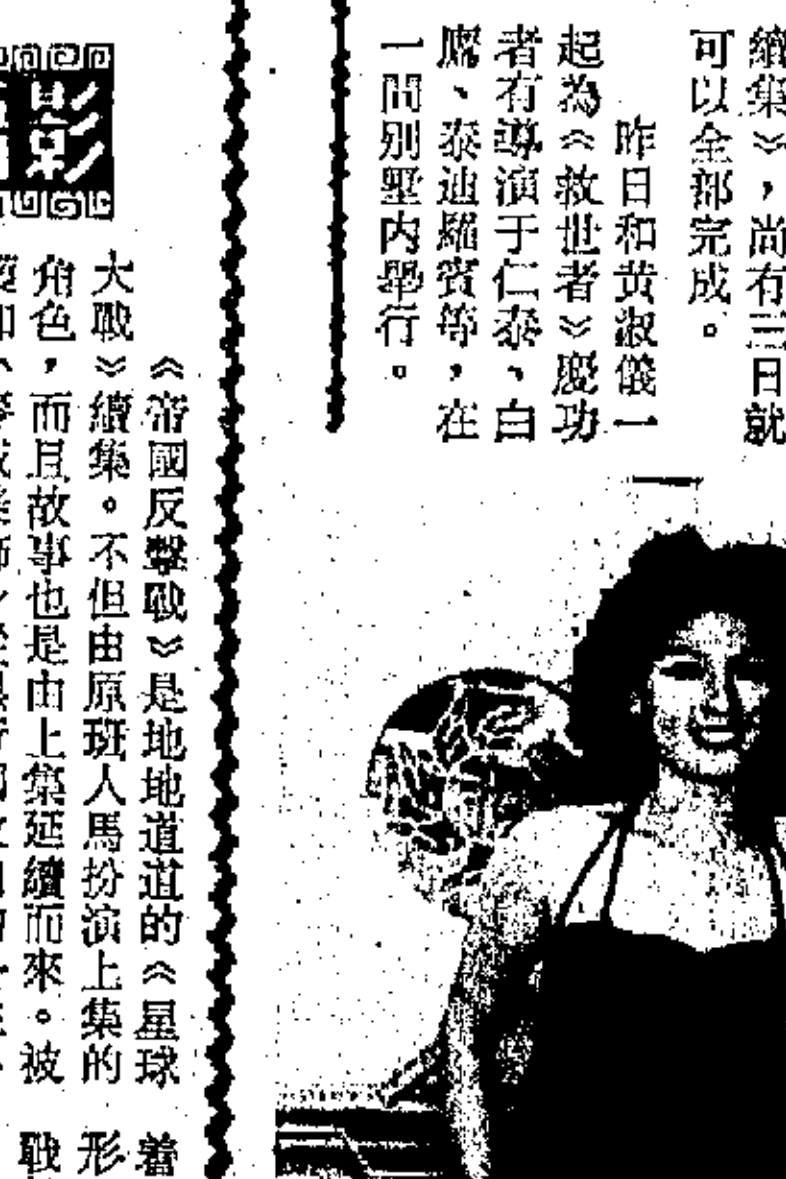 續集》，尚有三日就
可以全部完成。
昨日和黄淑儀一
起為《救世者》慶功
者有導演于仁泰、白
鷹、泰迪羅賓等，在
一間别墅内舉行。
影
《帝國反擊戰》是地地道道的《星球
大戰》續集。不但由原班人馬扮演上集的
角色，而且故事也是由上集延續而來。被
着
形
戰